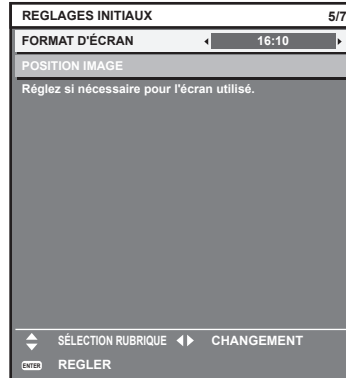 REGLAGES INITIAUX 5/7
FORMAT D'ÉCRAN 16:10
POSITION IMAGE
Réglez si nécessaire pour l'écran utilisé.
SÉLECTION RUBRIQUE CHANGEMENT
ENTER REGLER